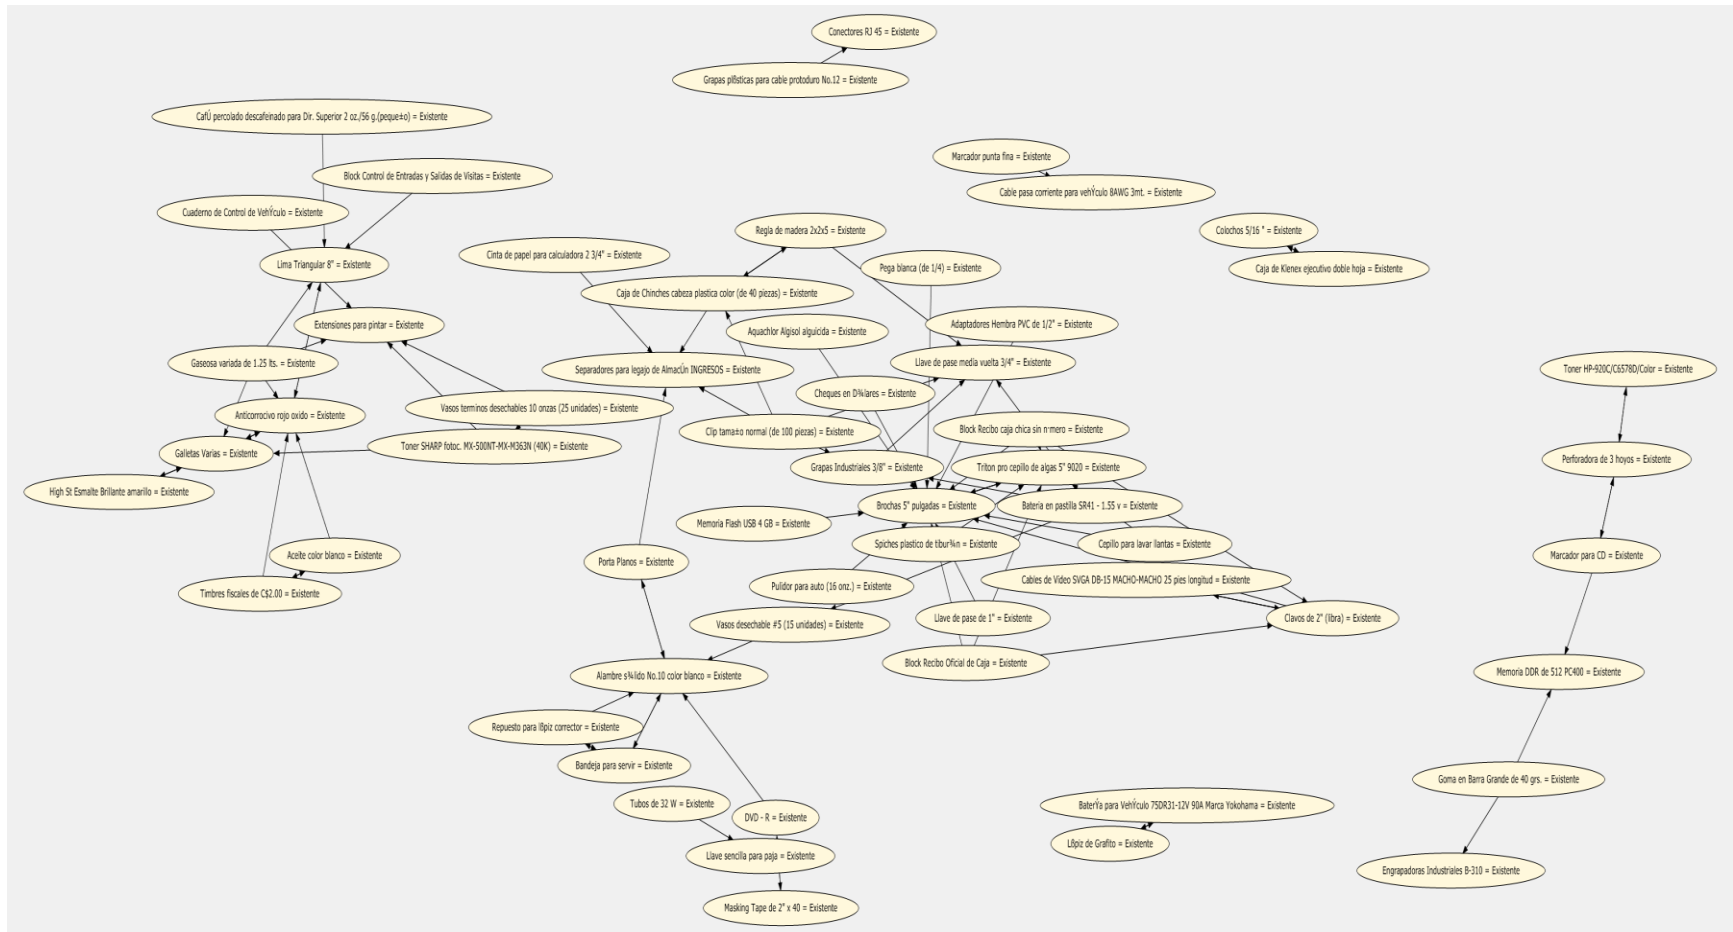 Conectores RJ 45 = Existente
Grapas plßsticas para cable protoduro No.12 = Existente
CafÚ percolado descafeinado para Dir. Superior 2 oz./56 g.(peque±o) = Existente
Marcador punta fina = Existente
Block Control de Entradas y Salidas de Visitas = Existente
Cable pasa corriente para vehÝculo 8AWG 3mt. = Existente
Cuaderno de Control de VehÝculo = Existente
Regla de madera 2x2x5 = Existente
Colochos 5/16 " = Existente
Cinta de papel para calculadora 2 3/4" = Existente
Lima Triangular 8" = Existente
Pega blanca (de 1/4) = Existente
Caja de Klenex ejecutivo doble hoja = Existente
Caja de Chinches cabeza plastica color (de 40 piezas) = Existente
Extensiones para pintar = Existente
Aquachlor Algisol alguicida = Existente
Adaptadores Hembra PVC de 1/2" = Existente
Gaseosa variada de 1.25 lts. = Existente
Separadores para legajo de AlmacÚn INGRESOS = Existente
Llave de pase media vuelta 3/4" = Existente
Toner HP-920C/C6578D/Color = Existente
Cheques en D¾lares = Existente
Anticorrocivo rojo oxido = Existente
Vasos terminos desechables 10 onzas (25 unidades) = Existente
Clip tama±o normal (de 100 piezas) = Existente
Block Recibo caja chica sin n·mero = Existente
Galletas Varias = Existente
Toner SHARP fotoc. MX-500NT-MX-M363N (40K) = Existente
Grapas Industriales 3/8" = Existente
Triton pro cepillo de algas 5" 9020 = Existente
Perforadora de 3 hoyos = Existente
High St Esmalte Brillante amarillo = Existente
Brochas 5" pulgadas = Existente
Bateria en pastilla SR41 - 1.55 v = Existente
Memoria Flash USB 4 GB = Existente
Spiches plastico de tibur¾n = Existente
Cepillo para lavar llantas = Existente
Aceite color blanco = Existente
Porta Planos = Existente
Marcador para CD = Existente
Timbres fiscales de C$2.00 = Existente
Pulidor para auto (16 onz.) = Existente
Cables de Video SVGA DB-15 MACHO-MACHO 25 pies longitud = Existente
Vasos desechable #5 (15 unidades) = Existente
Llave de pase de 1" = Existente
Clavos de 2" (libra) = Existente
Block Recibo Oficial de Caja = Existente
Alambre s¾lido No.10 color blanco = Existente
Memoria DDR de 512 PC400 = Existente
Repuesto para lßpiz corrector = Existente
Bandeja para servir = Existente
Goma en Barra Grande de 40 grs. = Existente
Tubos de 32 W = Existente
DVD - R = Existente
BaterÝa para VehÝculo 75DR31-12V 90A Marca Yokohama = Existente
Lßpiz de Grafito = Existente
Llave sencilla para paja = Existente
Engrapadoras Industriales B-310 = Existente
Masking Tape de 2" x 40 = Existente